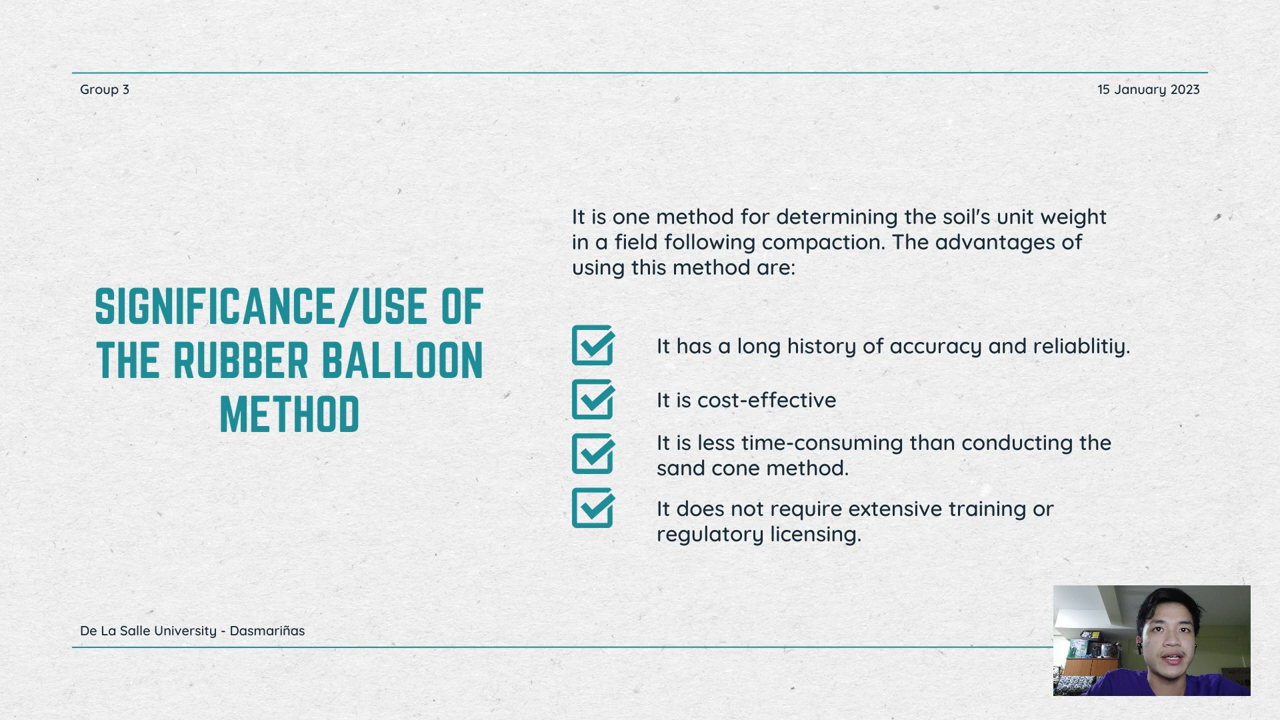 Group 3
15 January 2023
SIGNIFICANCE/USE OF
THE RUBBER BALLOON
METHOD
It is one method for determining the soil's unit weight
in a field following compaction. The advantages of
using this method are:
It has a long history of accuracy and reliablitiy.
It is cost-effective
It is less time-consuming than conducting the
sand cone method.
It does not require extensive training or
regulatory licensing.
De La Salle University - Dasmariñas